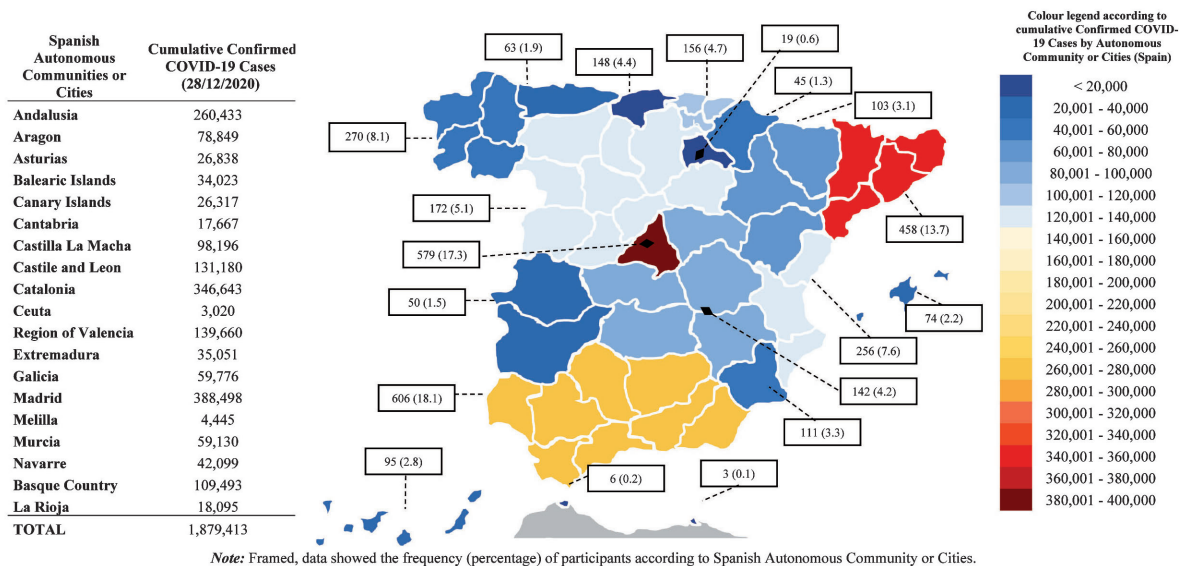 Spanish
Autonomous
Communities or
Cities
Cumulative Confirmed
COVID-19 Cases
(28/12/2020)
Andalusia 260,433
Aragon 78,849
Asturias 26,838
Balearic Islands 34,023
Canary Islands 26,317
Cantabria 17,667
Castilla La Macha 98,196
Castile and Leon 131,180
Catalonia 346,643
Ceuta 3,020
Region of Valencia 139,660
Extremadura 35,051
Galicia 59,776
Madrid 388,498
Melilla 4,445
Murcia 59,130
Navarre 42,099
Basque Country 109,493
La Rioja 18,095
TOTAL 1,879,413
63 (1.9)
148 (4.4)
156 (4.7)
19 (0.6)
45 (1.3)
103 (3.1)
270 (8.1)
172 (5.1)
579 (17.3)
458 (13.7)
50 (1.5)
74 (2.2)
256 (7.6)
142 (4.2)
606 (18.1)
111 (3.3)
95 (2.8)
6 (0.2)
3 (0.1)
Colour legend according to
cumulative Confirmed COVID-
19 Cases by Autonomous
Community or Cities (Spain)
< 20,000
20,001 - 40,000
40,001 - 60,000
60,001 - 80,000
80,001 - 100,000
100,001 - 120,000
120,001 - 140,000
140,001 - 160,000
160,001 - 180,000
180,001 - 200,000
200,001 - 220,000
220,001 - 240,000
240,001 - 260,000
260,001 - 280,000
280,001 - 300,000
300,001 - 320,000
320,001 - 340,000
340,001 - 360,000
360,001 - 380,000
380,001 - 400,000
Note: Framed, data showed the frequency (percentage) of participants according to Spanish Autonomous Community or Cities.